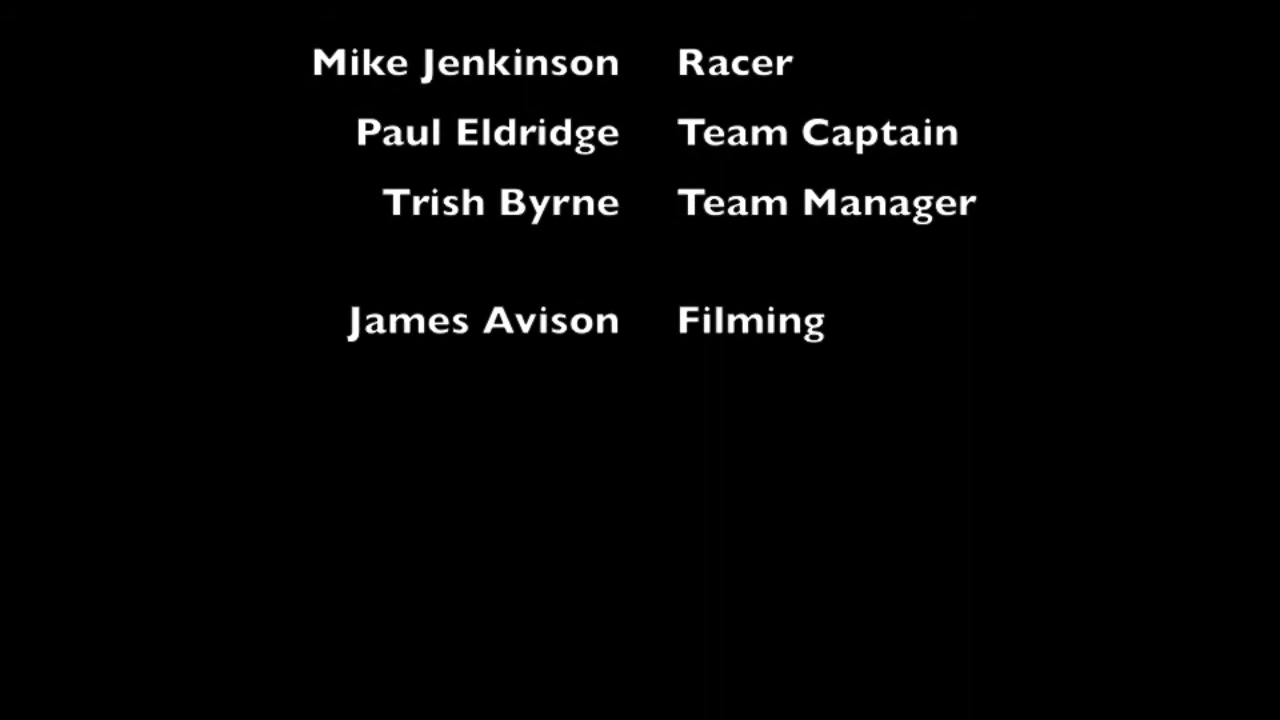 Mike Jenkinson Racer
Paul Eldridge Team Captain
Trish Byrne Team Manager
James Avison Filming